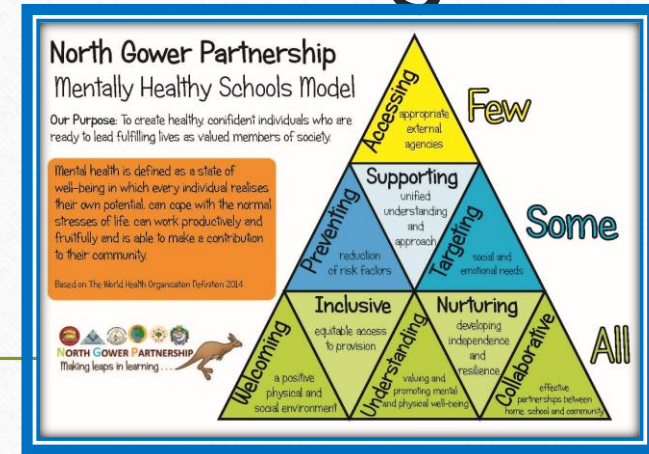 North Gower Partnership
Mentally Healthy Schools Model
Our Purpose: To create healthy, confident individuals who are
ready to lead fulfilling lives as valued members of society.
Mental health is defined as a state of
well-being in which every individual realises
their own potential, can cope with the normal
stresses of life, can work productively and
fruitfully and is able to make a contribution
to their community.
Based on The World Health Organisation Definition 2014
NORTH GOWER PARTNERSHIP
Making leaps in learning....
Accessing
appropriate
external
agencies
Few
Preventing
reduction
of risk factors
Supporting
unified
understanding
and
approach
Targeting
social and
emotional needs
Some
Welcoming
a positive
physical and
social environment
Inclusive
equitable access
to provision
Understanding
valuing and
promoting mental
and physical well-being
Nurturing
developing
independence
and
resilience
Collaborative
effective
partnerships between
home, school and community
All